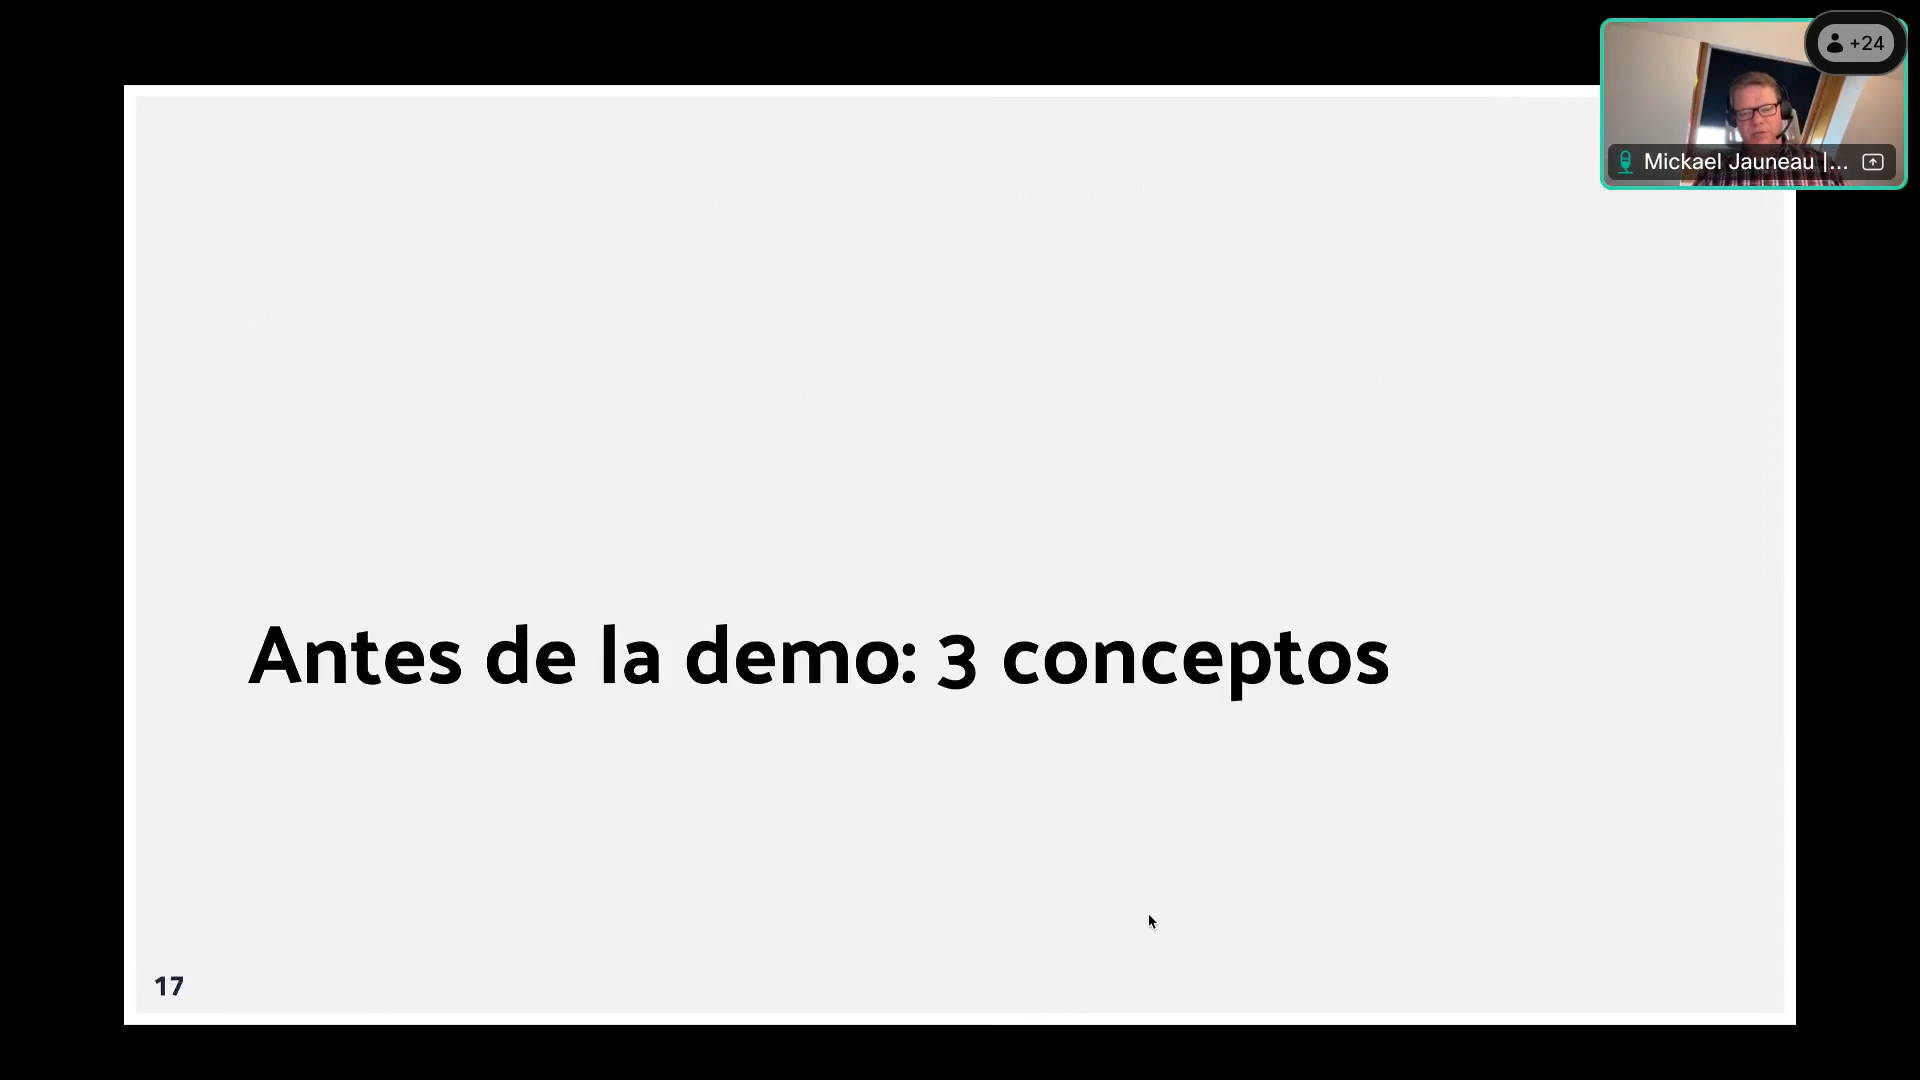 +24
Mickael Jauneau |...
Antes de la demo: 3 conceptos
17